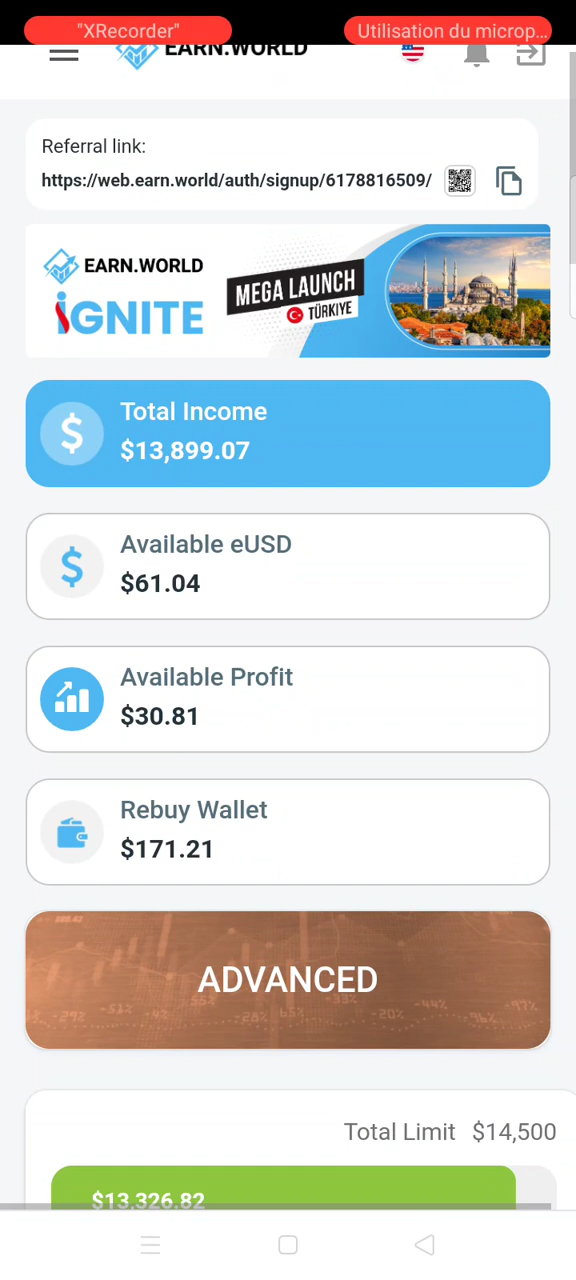 "XRecorder"
Utilisation du microp...
EARN.WORLD
Referral link:
https://web.earn.world/auth/signup/6178816509/
EARN.WORLD
iGNITE
MEGA LAUNCH
TÜRKIYE
Total Income
$13,899.07
Available eUSD
$61.04
Available Profit
$30.81
Rebuy Wallet
$171.21
ADVANCED
Total Limit $14,500
$13,326.82